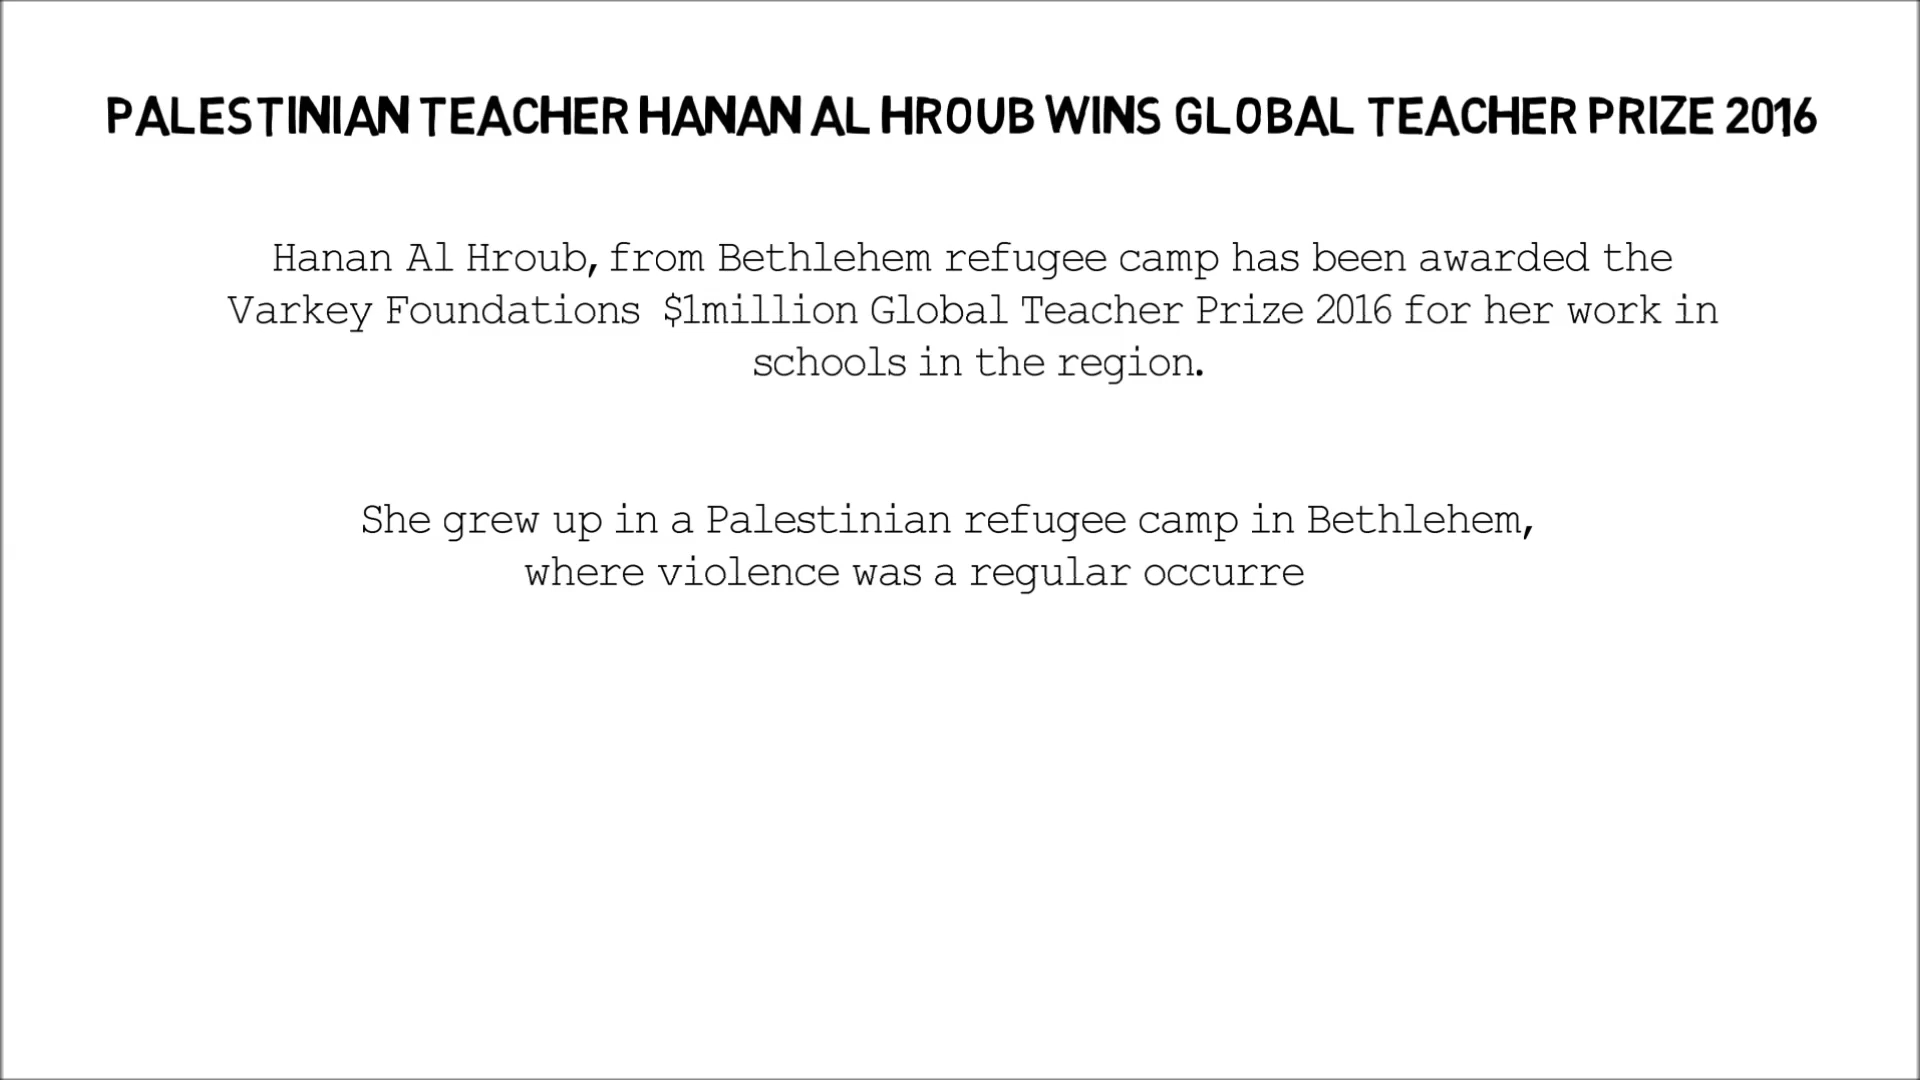 PALESTINIAN TEACHER HANAN AL HROUB WINS GLOBAL TEACHER PRIZE 2016
Hanan Al Hroub, from Bethlehem refugee camp has been awarded the
Varkey Foundations $1million Global Teacher Prize 2016 for her work in
schools in the region.
She grew up in a Palestinian refugee camp in Bethlehem,
where violence was a regular occurre